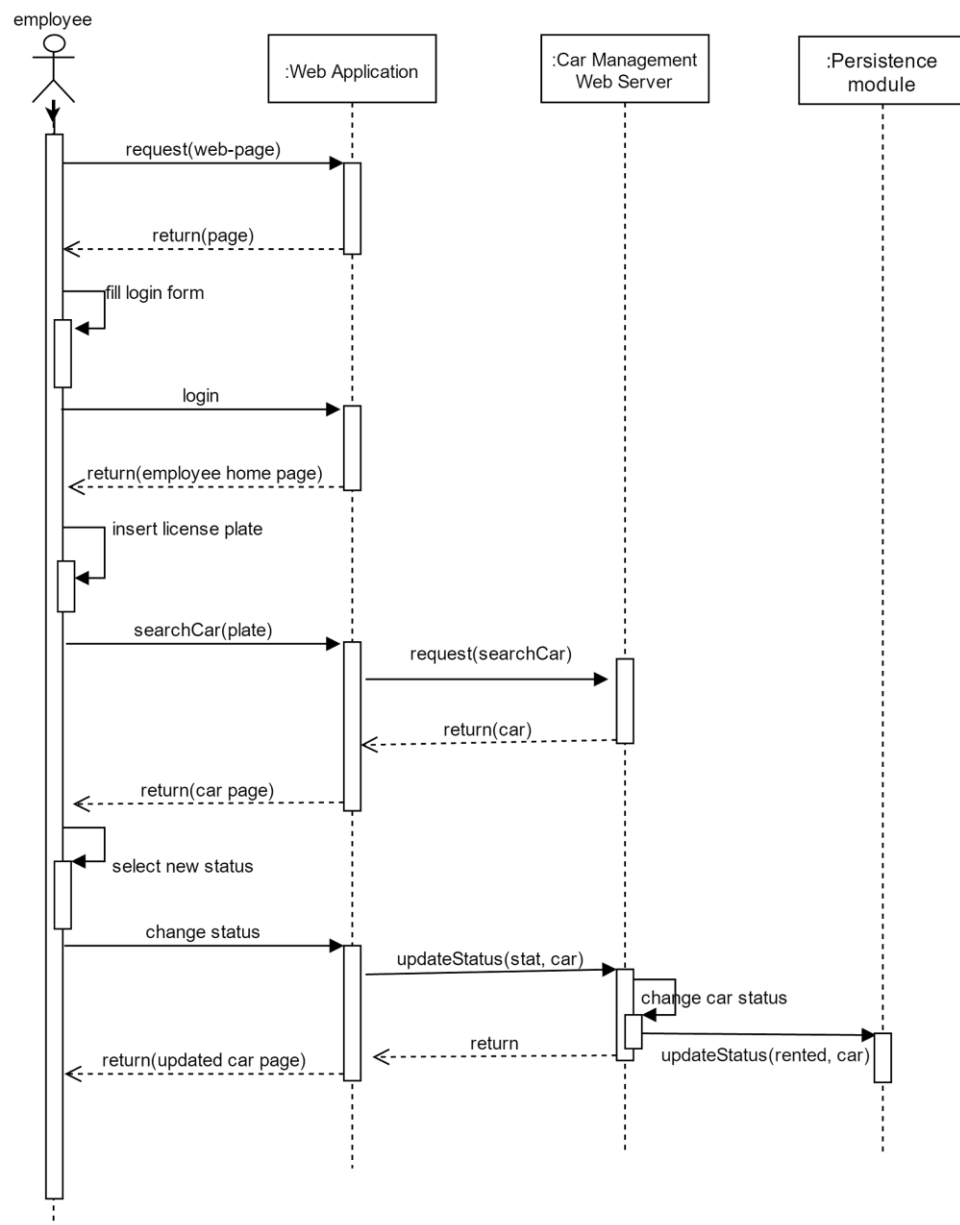 employee
:Web Application
:Car Management
Web Server
:Persistence
module
request(web-page)
return(page)
fill login form
login
return(employee home page)
insert license plate
searchCar(plate)
request(searchCar)
return(car)
return(car page)
select new status
change status
updateStatus(stat, car)
change car status
return
updateStatus(rented, car)
return(updated car page)